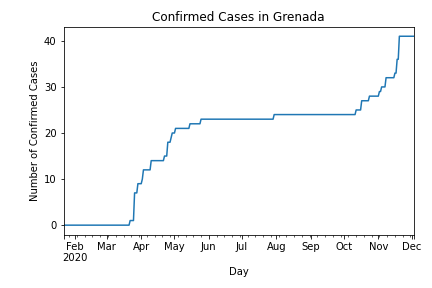 Confirmed Cases in Grenada
Number of Confirmed Cases
40
30
20
10
0
Feb Mar Apr May Jun Jul Aug Sep Oct Nov Dec
2020
Day